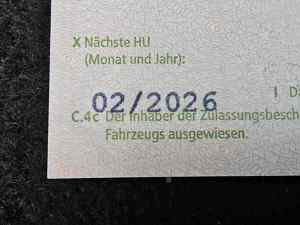 X Nächste HU
(Monat und Jahr):
02/2026
C.4c Der Inhaber der Zulassungsbesch
Fahrzeugs ausgewiesen.